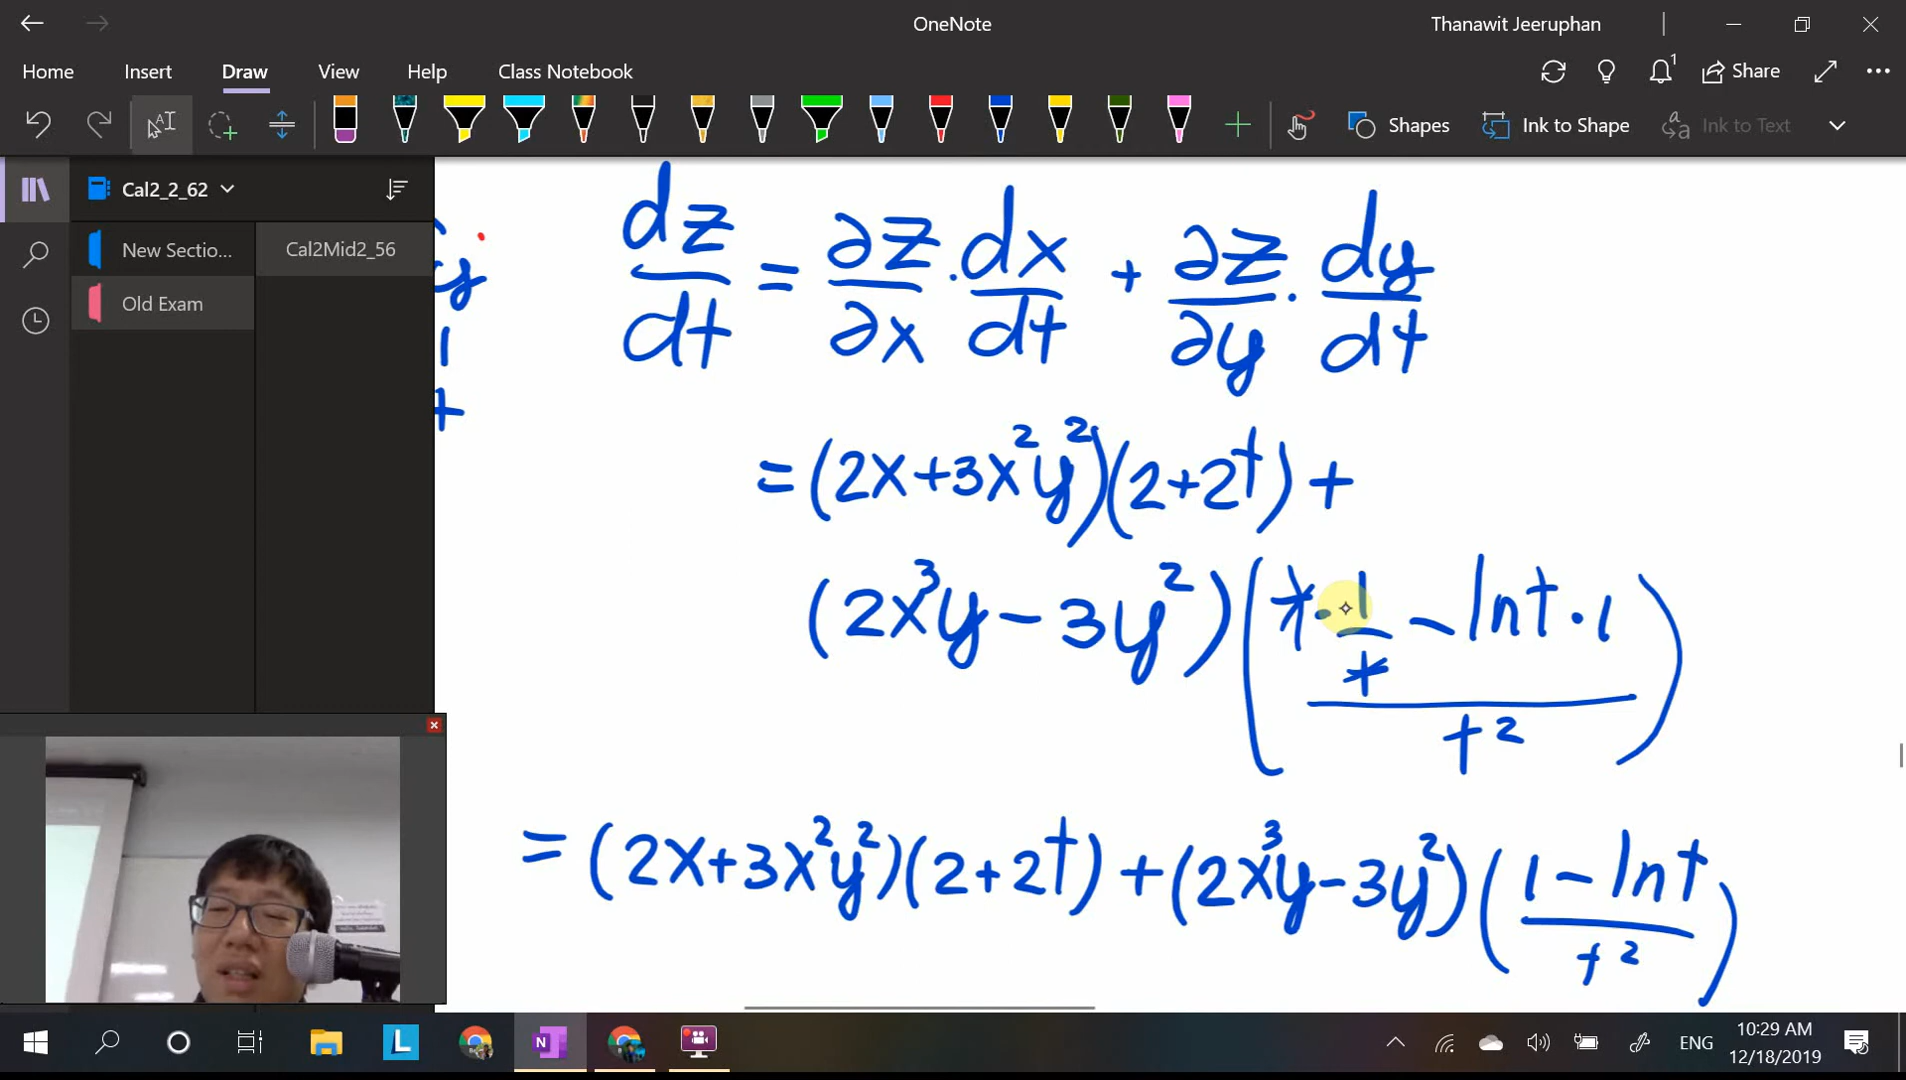 OneNote
Thanawit Jeeruphan
Home Insert Draw View Help Class Notebook
1 Share
Shapes Ink to Shape Ink to Text
Cal2_2_62
New Sectio... Cal2Mid2_56
Old Exam
y
1
t
dz/dt = ∂z/∂x · dx/dt + ∂z/∂y · dy/dt
= (2x+3x²y²)(2+2t) +
(2x³y − 3y²)((t·1/t − lnt·1)/t²)
= (2x+3x²y²)(2+2t) + (2x³y−3y²)((1−lnt)/t²)
ENG
10:29 AM
12/18/2019